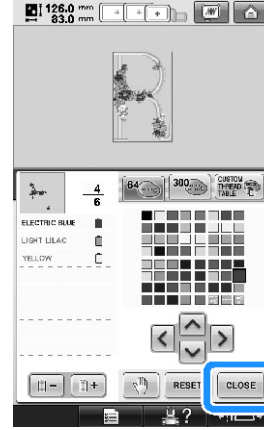 126.0 mm
83.0 mm
4
6
64
300
CUSTOM
THREAD
TABLE
ELECTRIC BLUE
LIGHT LILAC
YELLOW
RESET
CLOSE
?